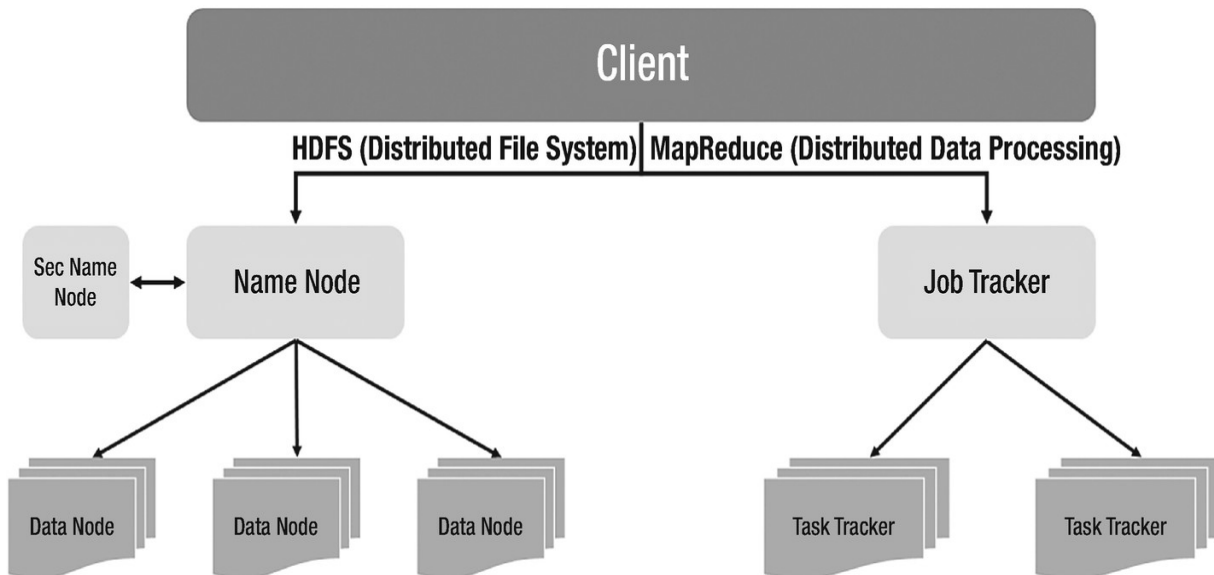 Client
HDFS (Distributed File System) MapReduce (Distributed Data Processing)
Sec Name
Node
Name Node
Job Tracker
Data Node
Data Node
Data Node
Task Tracker
Task Tracker